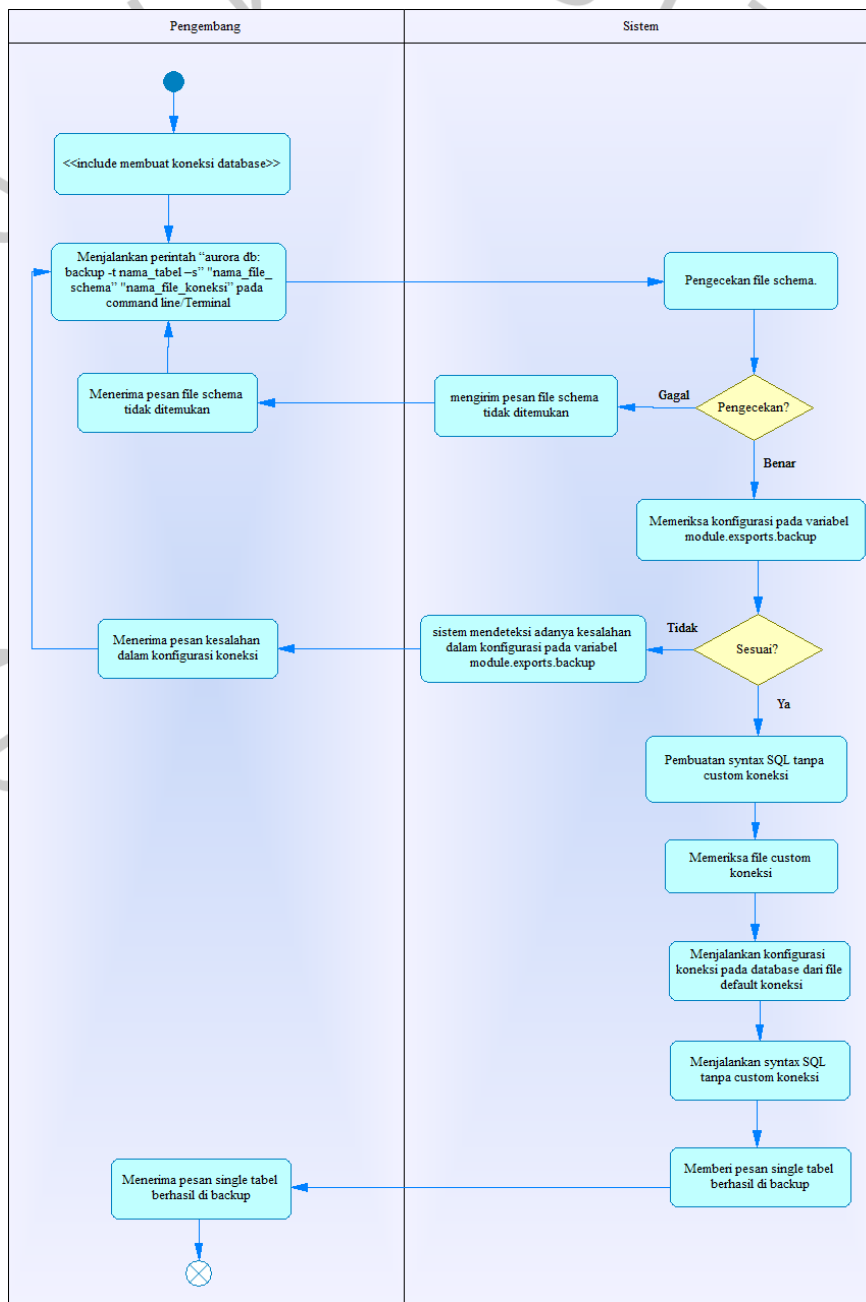 Pengembang
Sistem
<<include membuat koneksi database>>
Menjalankan perintah “aurora db:
backup -t nama_tabel –s” "nama_file_
schema” "nama_file_koneksi” pada
command line/Terminal
Pengecekan file schema.
Menerima pesan file schema
tidak ditemukan
mengirim pesan file schema
tidak ditemukan
Gagal
Pengecekan?
Benar
Memeriksa konfigurasi pada variabel
module.exsports.backup
Menerima pesan kesalahan
dalam konfigurasi koneksi
sistem mendeteksi adanya kesalahan
dalam konfigurasi pada variabel
module.exports.backup
Tidak
Sesuai?
Ya
Pembuatan syntax SQL tanpa
custom koneksi
Memeriksa file custom
koneksi
Menjalankan konfigurasi
koneksi pada database dari file
default koneksi
Menjalankan syntax SQL
tanpa custom koneksi
Memberi pesan single tabel
berhasil di backup
Menerima pesan single tabel
berhasil di backup